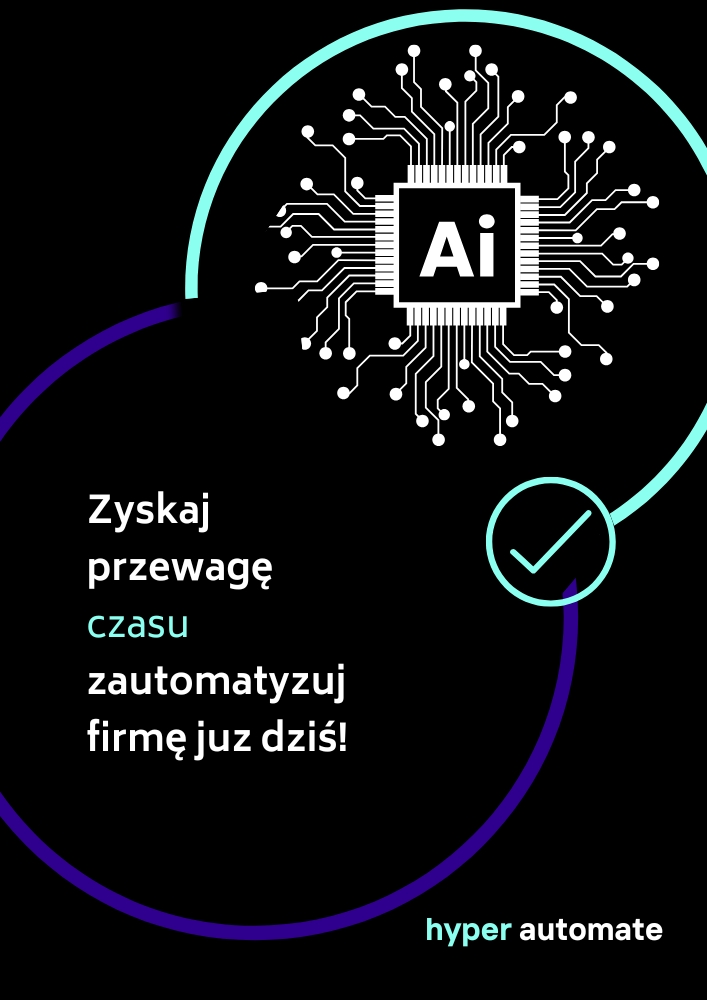 Ai
Zyskaj
przewagę
czasu
zautomatyzuj
firmę juz dziś!
hyper automate